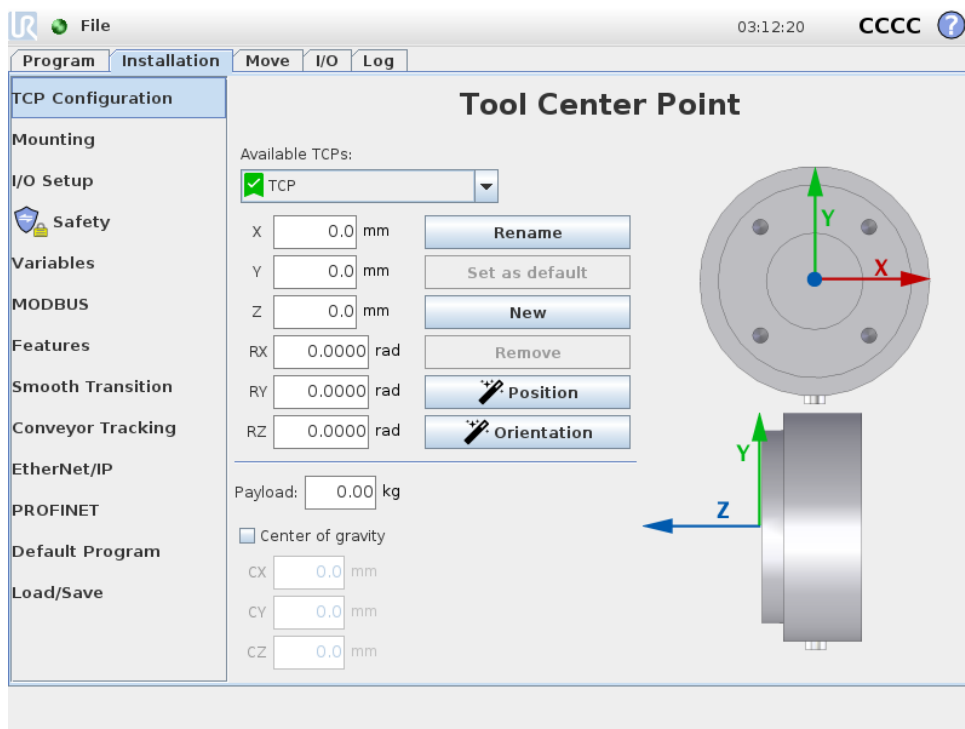 UR File 03:12:20 CCCC ?
Program Installation Move I/O Log
TCP Configuration
Mounting
I/O Setup
Safety
Variables
MODBUS
Features
Smooth Transition
Conveyor Tracking
EtherNet/IP
PROFINET
Default Program
Load/Save
Tool Center Point
Available TCPs:
TCP
X 0.0 mm Rename
Y 0.0 mm Set as default
Z 0.0 mm New
RX 0.0000 rad Remove
RY 0.0000 rad Position
RZ 0.0000 rad Orientation
Payload: 0.00 kg
Center of gravity
CX 0.0 mm
CY 0.0 mm
CZ 0.0 mm
Y
X
Y
Z